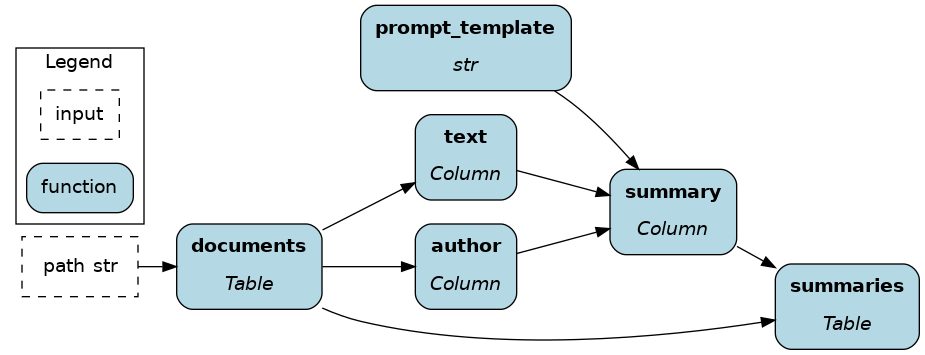 Legend
input
function
path str
documents
Table
prompt_template
str
text
Column
author
Column
summary
Column
summaries
Table